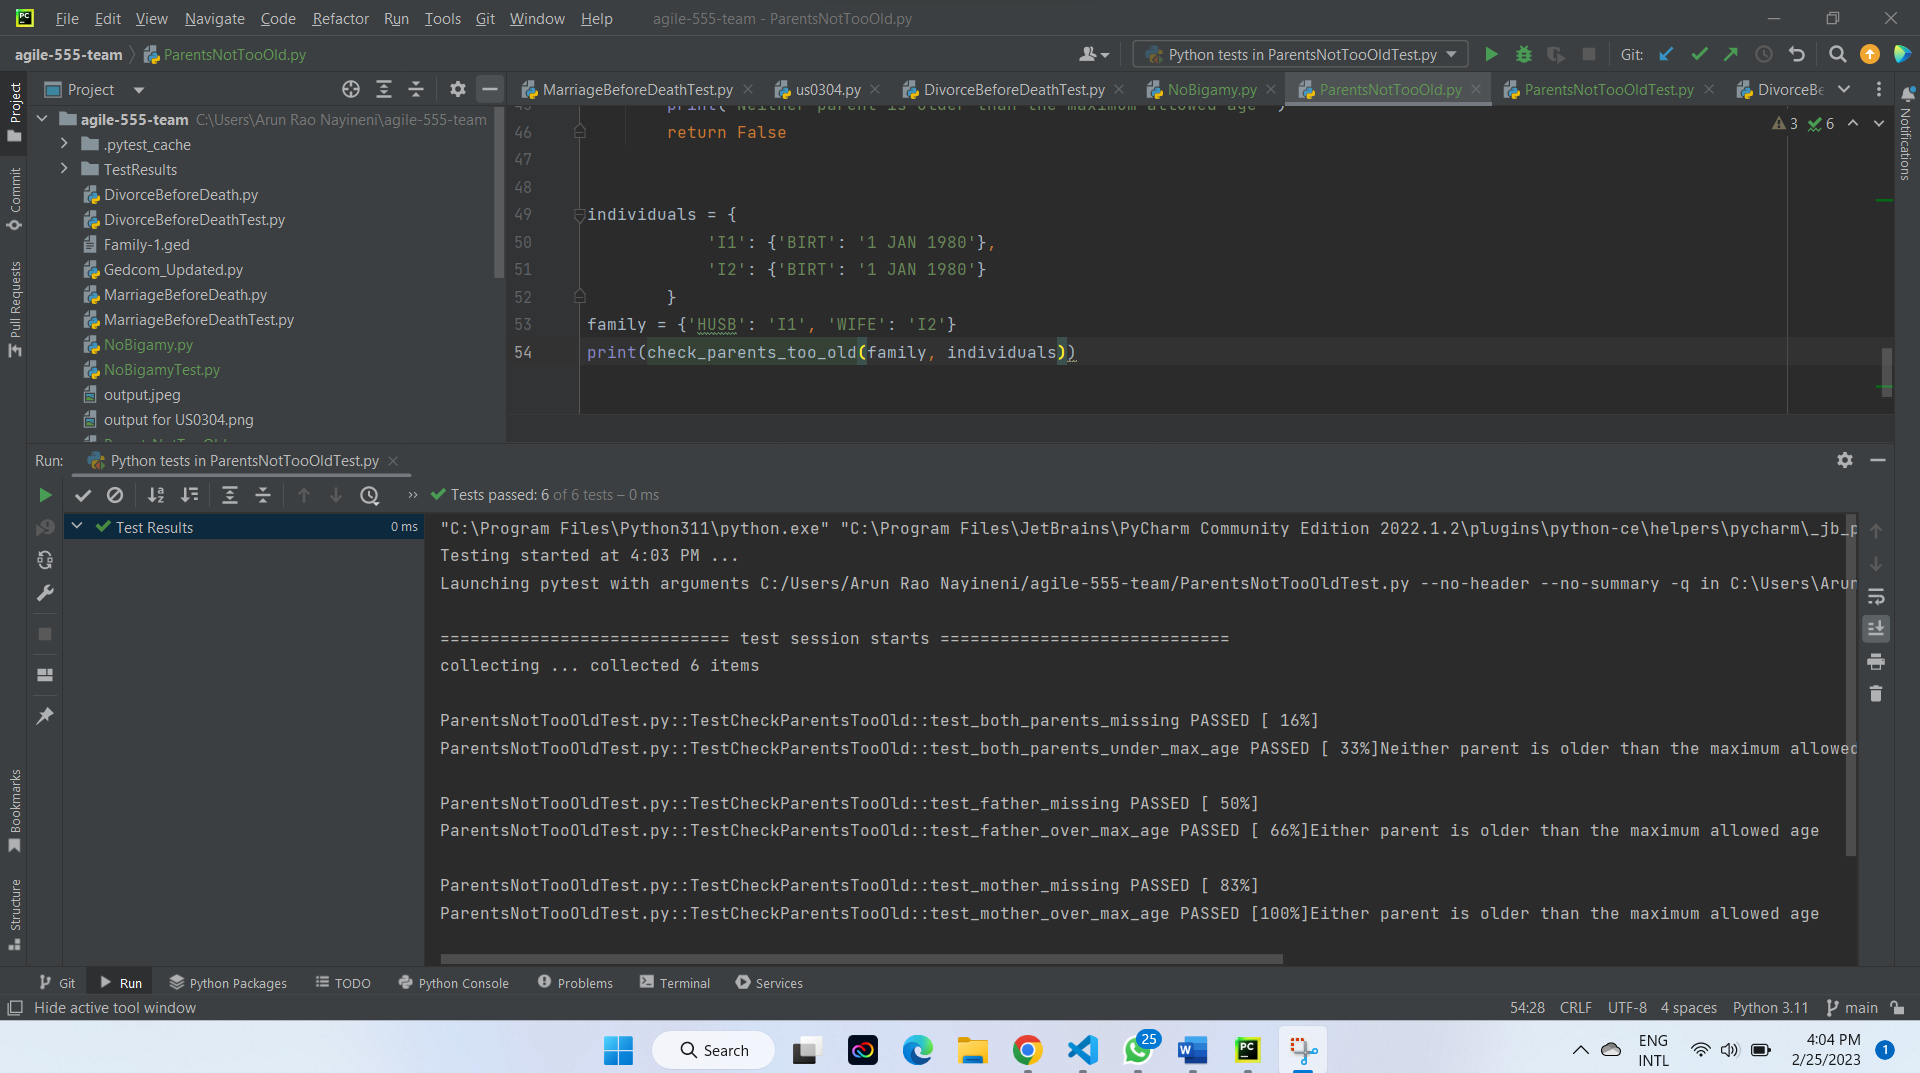 PC File Edit View Navigate Code Refactor Run Tools Git Window Help agile-555-team - ParentsNotTooOld.py
agile-555-team ParentsNotTooOld.py Python tests in ParentsNotTooOldTest.py Git:
Project
Commit
Pull Requests
Bookmarks
Structure
Notifications
Project
MarriageBeforeDeathTest.py us0304.py DivorceBeforeDeathTest.py NoBigamy.py ParentsNotTooOld.py ParentsNotTooOldTest.py DivorceBe
agile-555-team C:\Users\Arun Rao Nayineni\agile-555-team
.pytest_cache
TestResults
DivorceBeforeDeath.py
DivorceBeforeDeathTest.py
Family-1.ged
Gedcom_Updated.py
MarriageBeforeDeath.py
MarriageBeforeDeathTest.py
NoBigamy.py
NoBigamyTest.py
output.jpeg
output for US0304.png
3 6
45 print("Neither parent is older than the maximum allowed age")
46 return False
47
48
49 individuals = {
50 'I1': {'BIRT': '1 JAN 1980'},
51 'I2': {'BIRT': '1 JAN 1980'}
52 }
53 family = {'HUSB': 'I1', 'WIFE': 'I2'}
54 print(check_parents_too_old(family, individuals))
Run: Python tests in ParentsNotTooOldTest.py
Tests passed: 6 of 6 tests – 0 ms
Test Results 0 ms
"C:\Program Files\Python311\python.exe" "C:\Program Files\JetBrains\PyCharm Community Edition 2022.1.2\plugins\python-ce\helpers\pycharm\_jb_p
Testing started at 4:03 PM ...
Launching pytest with arguments C:/Users/Arun Rao Nayineni/agile-555-team/ParentsNotTooOldTest.py --no-header --no-summary -q in C:\Users\Arun
============================= test session starts =============================
collecting ... collected 6 items
ParentsNotTooOldTest.py::TestCheckParentsTooOld::test_both_parents_missing PASSED [ 16%]
ParentsNotTooOldTest.py::TestCheckParentsTooOld::test_both_parents_under_max_age PASSED [ 33%]Neither parent is older than the maximum allowed
ParentsNotTooOldTest.py::TestCheckParentsTooOld::test_father_missing PASSED [ 50%]
ParentsNotTooOldTest.py::TestCheckParentsTooOld::test_father_over_max_age PASSED [ 66%]Either parent is older than the maximum allowed age
ParentsNotTooOldTest.py::TestCheckParentsTooOld::test_mother_missing PASSED [ 83%]
ParentsNotTooOldTest.py::TestCheckParentsTooOld::test_mother_over_max_age PASSED [100%]Either parent is older than the maximum allowed age
Git Run Python Packages TODO Python Console Problems Terminal Services
Hide active tool window 54:28 CRLF UTF-8 4 spaces Python 3.11 main
Search 25 PC ENG INTL 4:04 PM 2/25/2023 1